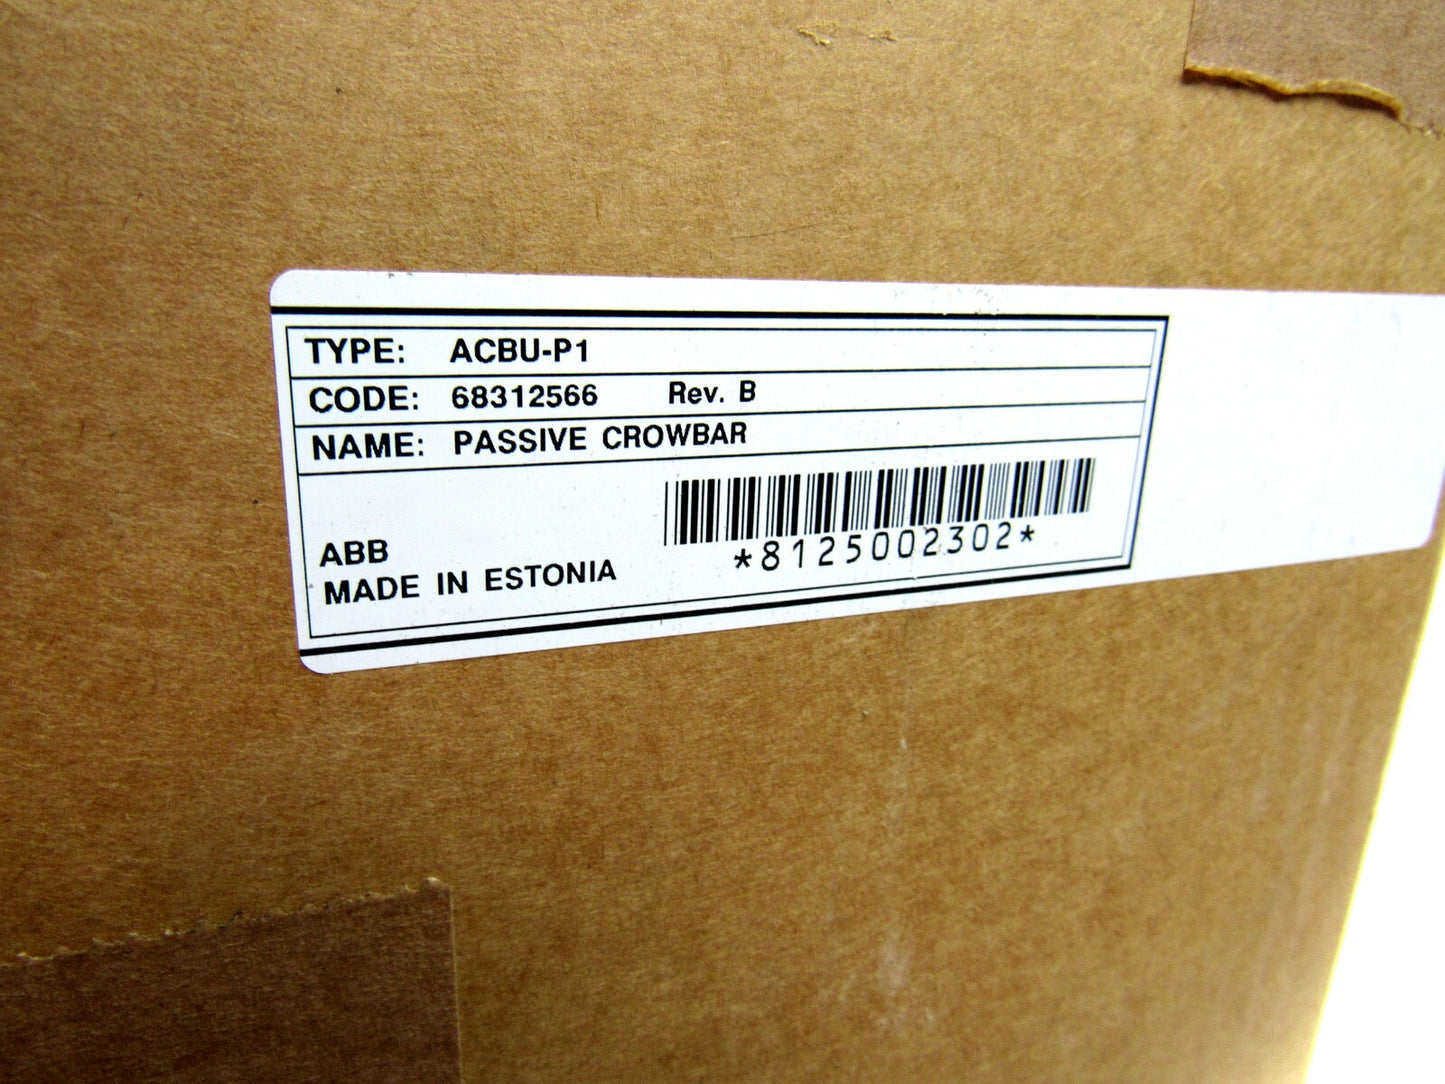 TYPE: ACBU-P1
CODE: 68312566 Rev. B
NAME: PASSIVE CROWBAR
*8125002302*
ABB
MADE IN ESTONIA